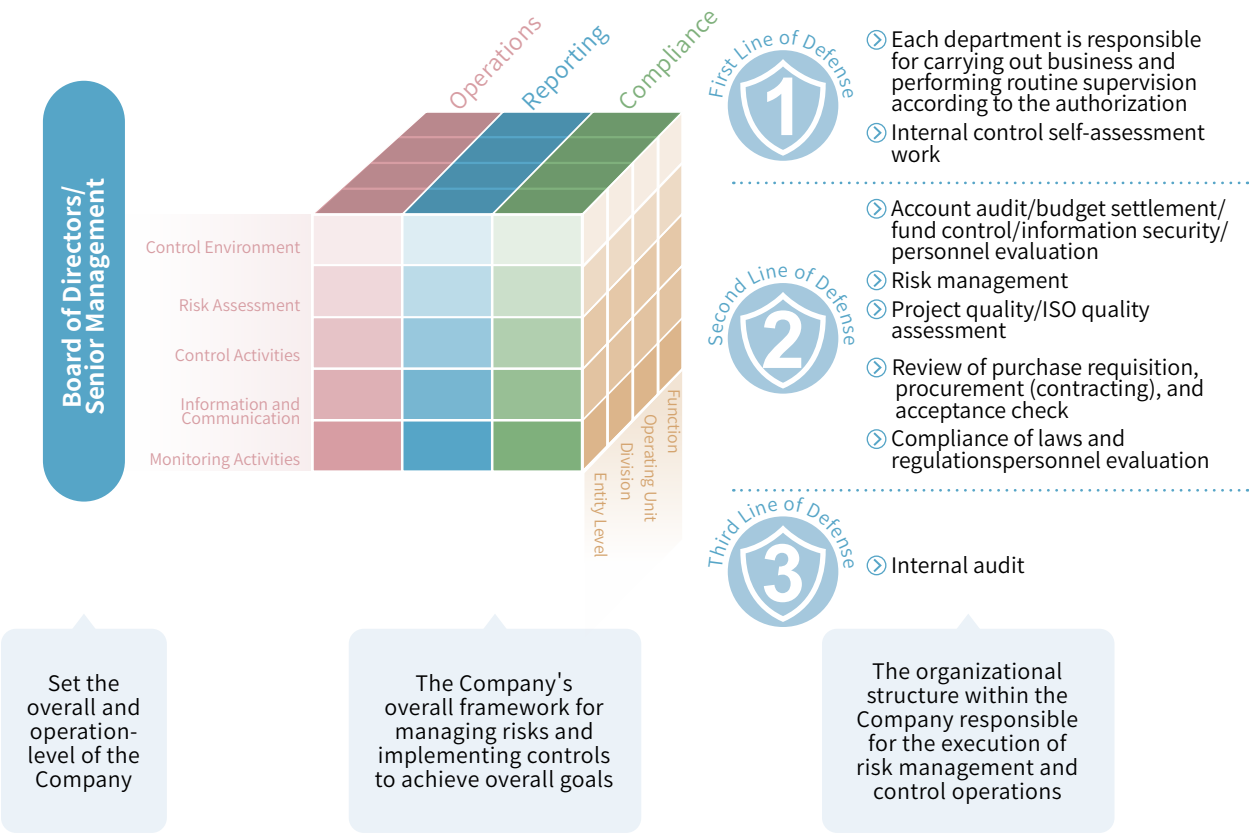 Board of Directors/
Senior Management
Operations
Reporting
Compliance
Control Environment
Risk Assessment
Control Activities
Information and
Communication
Monitoring Activities
Entity Level
Division
Operating Unit
Function
First Line of Defense
1
Each department is responsible
for carrying out business and
performing routine supervision
according to the authorization
Internal control self-assessment
work
Second Line of Defense
2
Account audit/budget settlement/
fund control/information security/
personnel evaluation
Risk management
Project quality/ISO quality
assessment
Review of purchase requisition,
procurement (contracting), and
acceptance check
Compliance of laws and
regulationspersonnel evaluation
Third Line of Defense
3
Internal audit
Set the
overall and
operation-
level of the
Company
The Company's
overall framework for
managing risks and
implementing controls
to achieve overall goals
The organizational
structure within the
Company responsible
for the execution of
risk management and
control operations